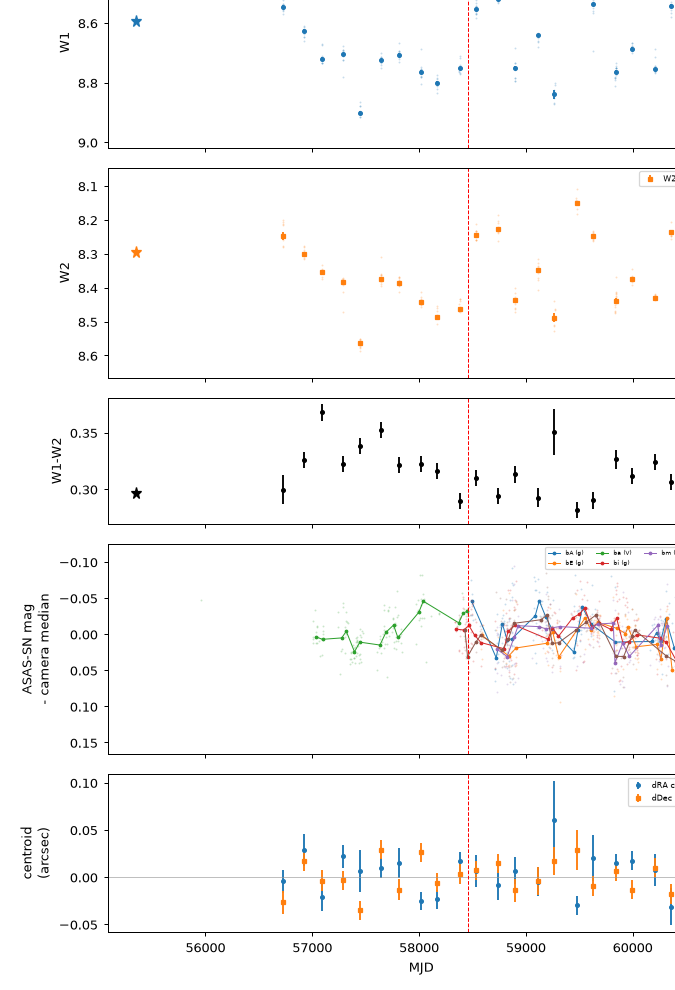 8.6
8.8
9.0
W1
W2
8.1
8.2
8.3
8.4
8.5
8.6
W2
0.35
0.30
W1-W2
bA (g)
ba (V)
bm (
bE (g)
bi (g)
−0.10
−0.05
0.00
0.05
0.10
0.15
ASAS-SN mag
- camera median
dRA c
dDec
0.10
0.05
0.00
−0.05
centroid
(arcsec)
56000
57000
58000
59000
60000
MJD